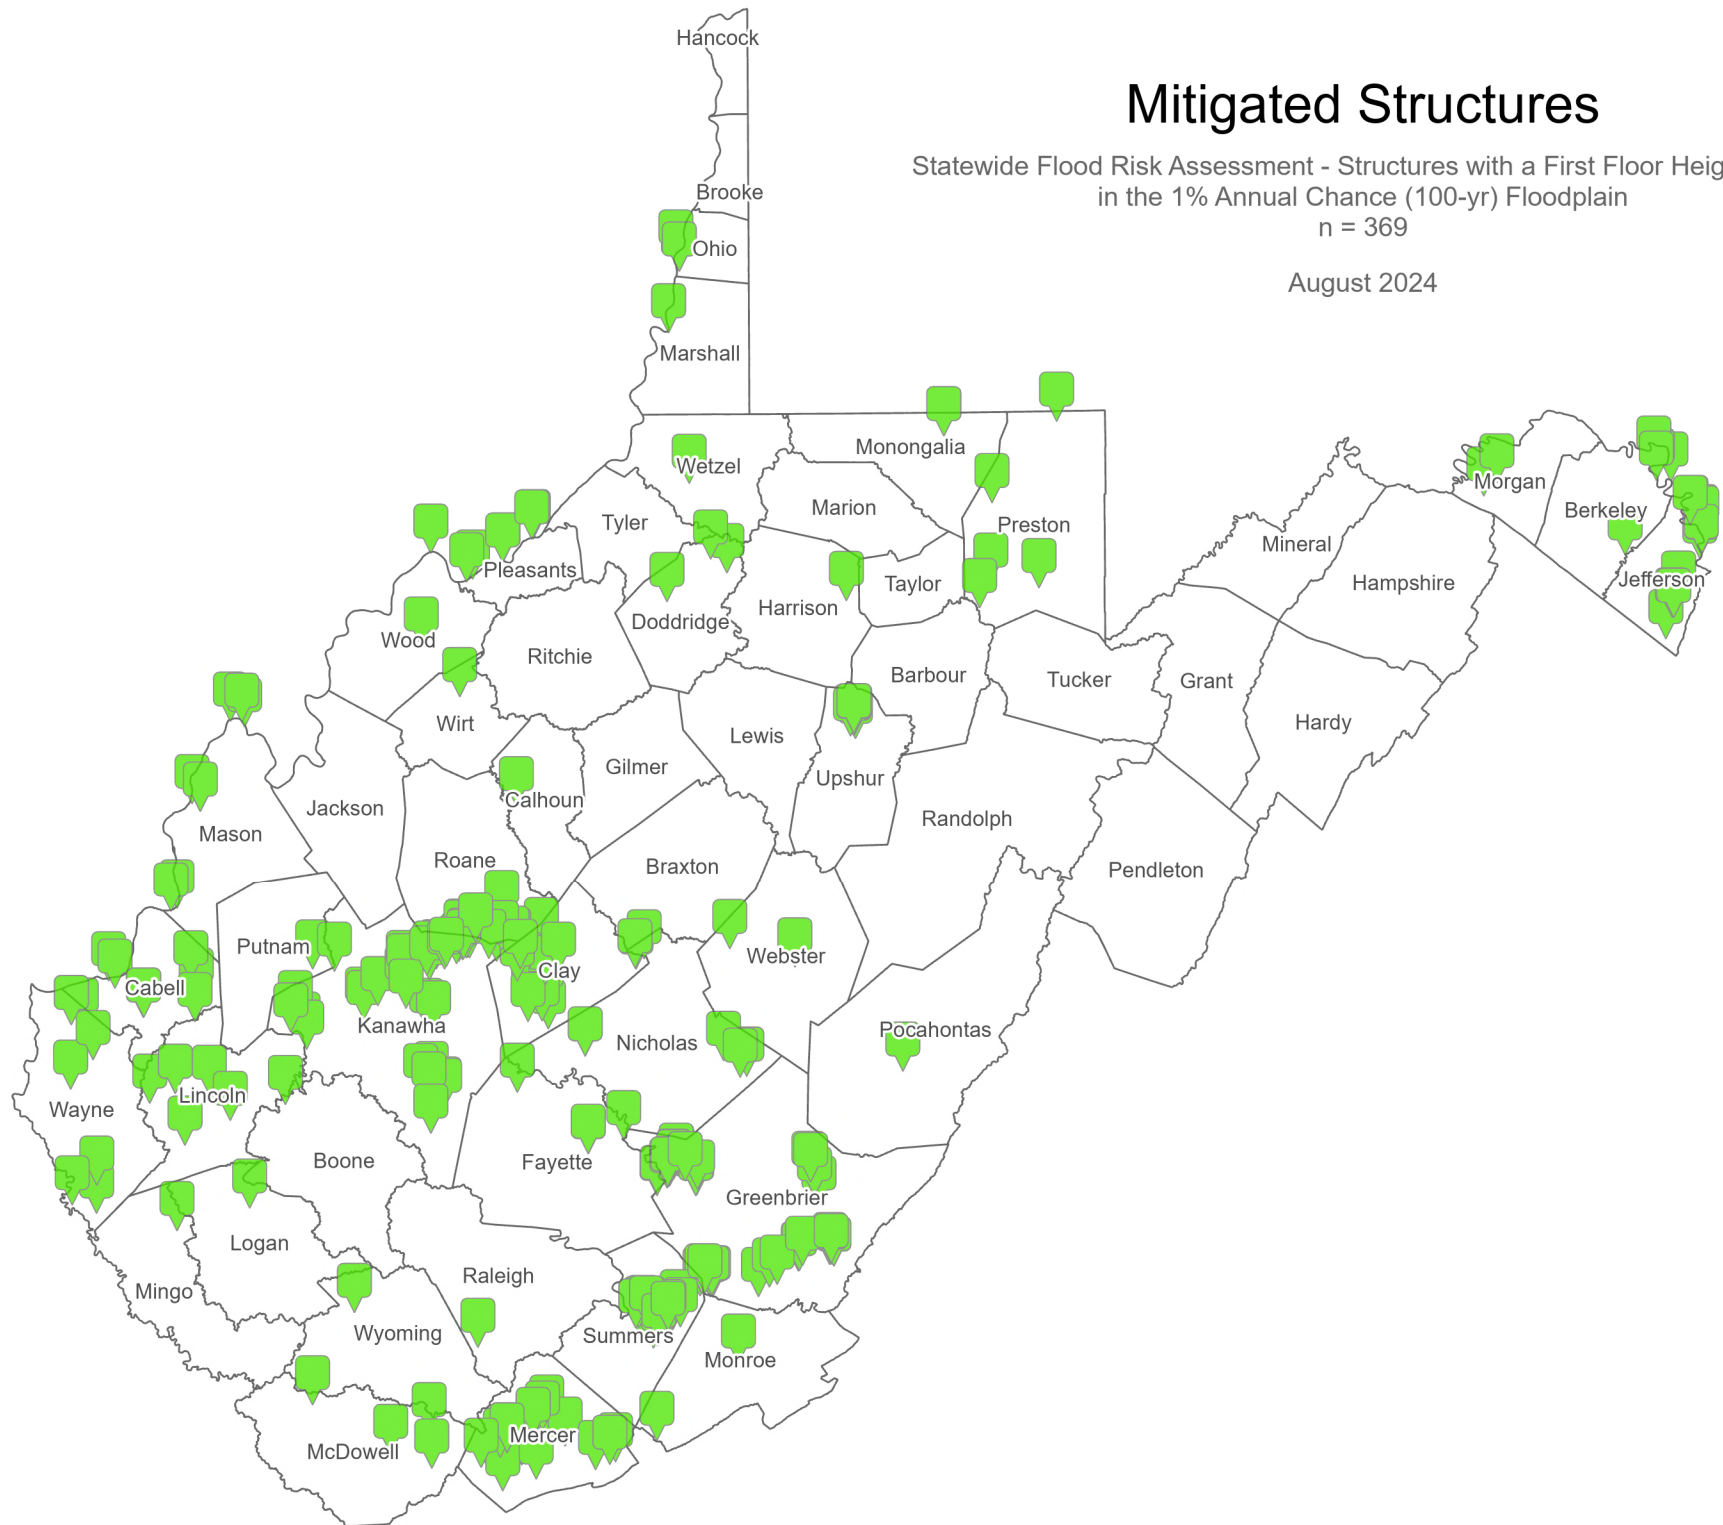 Hancock
Mitigated Structures
Statewide Flood Risk Assessment - Structures with a First Floor
in the 1% Annual Chance (100-yr) Floodplain
n = 369
August 2024
Brooke
Ohio
Marshall
Monongalia
Wetzel
Morgan
Marion
Berkeley
Tyler
Preston
Mineral
Pleasants
Jefferson
Hampshire
Taylor
Harrison
Doddridge
Wood
Ritchie
Barbour
Tucker
Grant
Wirt
Hardy
Lewis
Gilmer
Upshur
Calhoun
Jackson
Randolph
Mason
Roane
Braxton
Pendleton
Putnam
Webster
Clay
Cabell
Kanawha
Pocahontas
Nicholas
Lincoln
Wayne
Boone
Fayette
Greenbrier
Logan
Raleigh
Mingo
Wyoming
Summers
Monroe
Mercer
McDowell